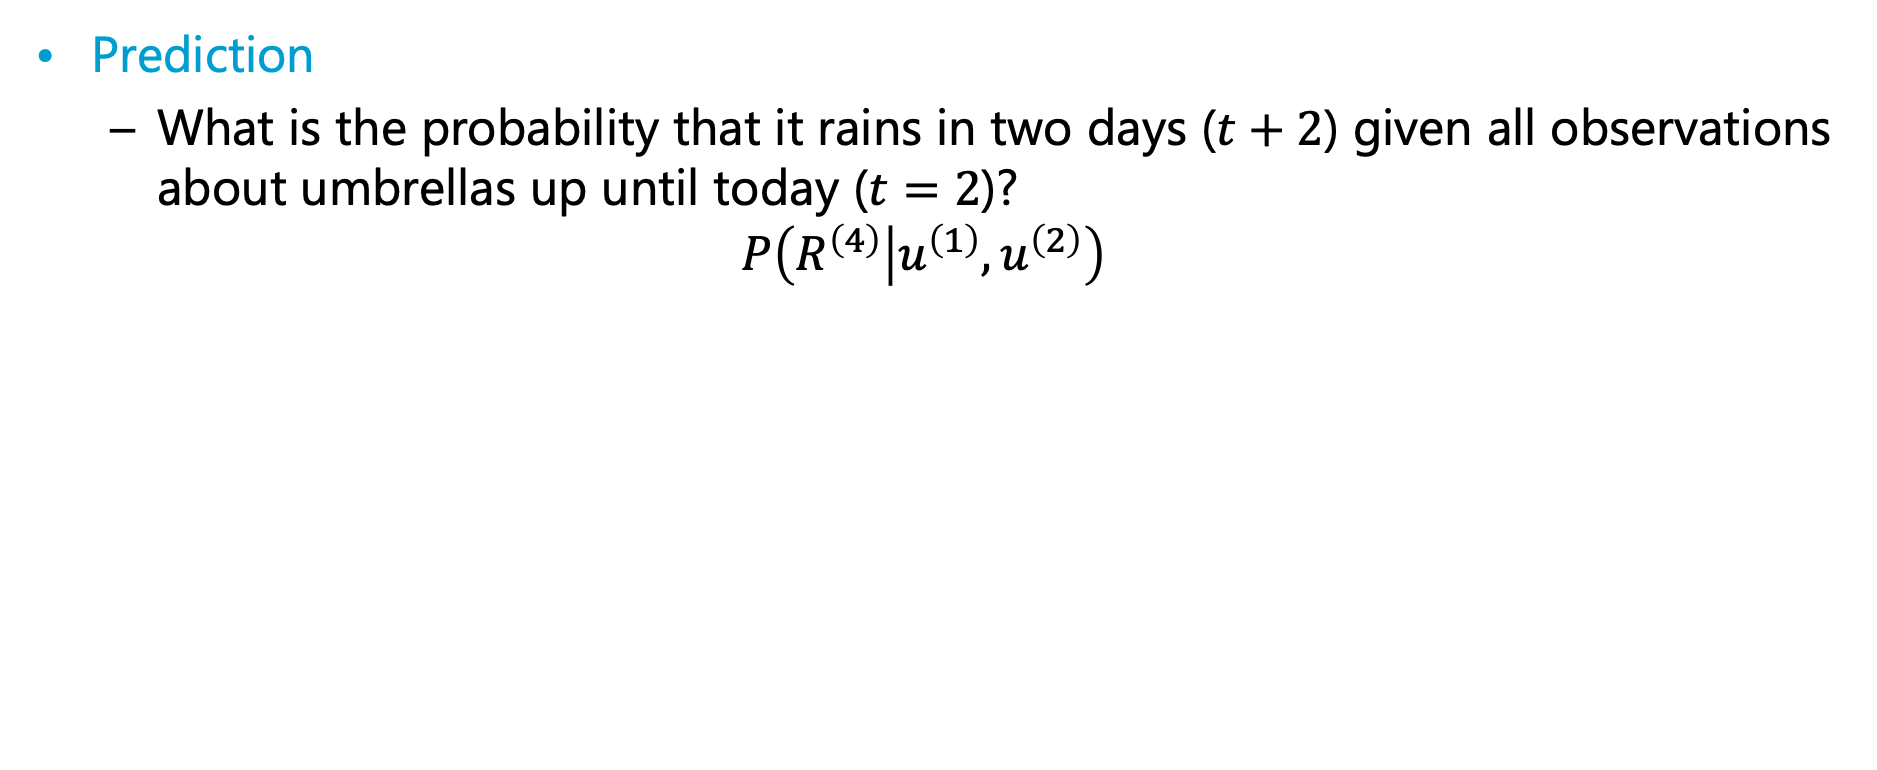 • Prediction
– What is the probability that it rains in two days (t + 2) given all observations
about umbrellas up until today (t = 2)?
P(R⁽⁴⁾|u⁽¹⁾, u⁽²⁾)